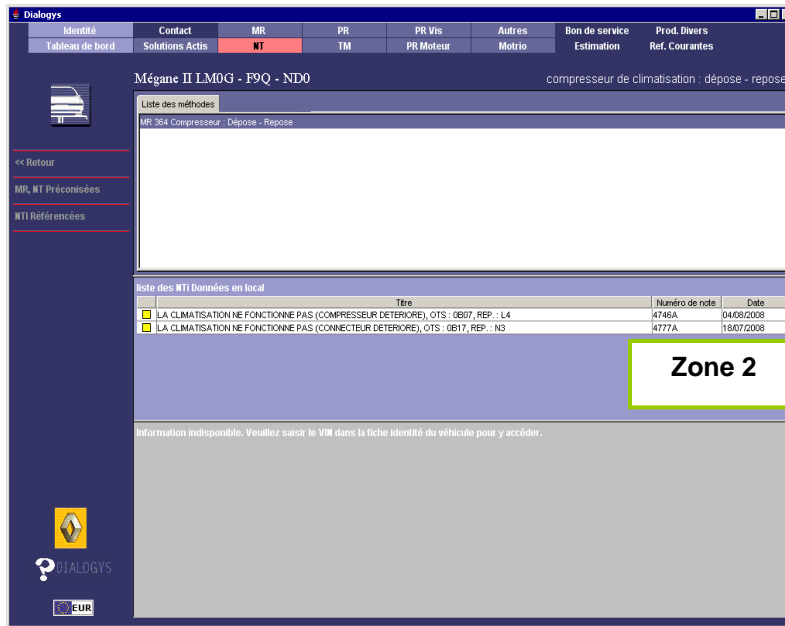 Dialogys
Identité Contact MR PR PR Vis Autres Bon de service Prod. Divers
Tableau de bord Solutions Actis NT TM PR Moteur Motrio Estimation Ref. Courantes
Mégane II LM0G - F9Q - ND0 compresseur de climatisation : dépose - repose
Liste des méthodes
MR 364 Compresseur : Dépose - Repose
<< Retour
MR, NT Préconisées
NTI Référencées
liste des NTi Données en local
Titre Numéro de note Date
LA CLIMATISATION NE FONCTIONNE PAS (COMPRESSEUR DETERIORE), OTS : 0B07, REP. : L4 4746A 04/08/2008
LA CLIMATISATION NE FONCTIONNE PAS (CONNECTEUR DETERIORE), OTS : 0B17, REP. : N3 4777A 18/07/2008
Zone 2
Information indisponible. Veuillez saisir le VIN dans la fiche identité du véhicule pour y accéder.
DIALOGYS
EUR